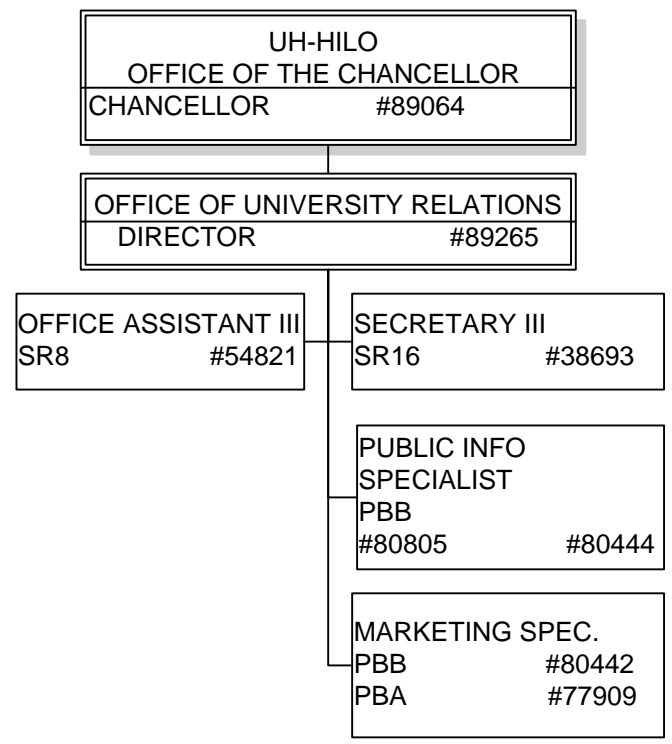 UH-HILO
OFFICE OF THE CHANCELLOR
CHANCELLOR #89064
OFFICE OF UNIVERSITY RELATIONS
DIRECTOR #89265
OFFICE ASSISTANT III
SR8 #54821
SECRETARY III
SR16 #38693
PUBLIC INFO
SPECIALIST
PBB
#80805 #80444
MARKETING SPEC.
PBB #80442
PBA #77909